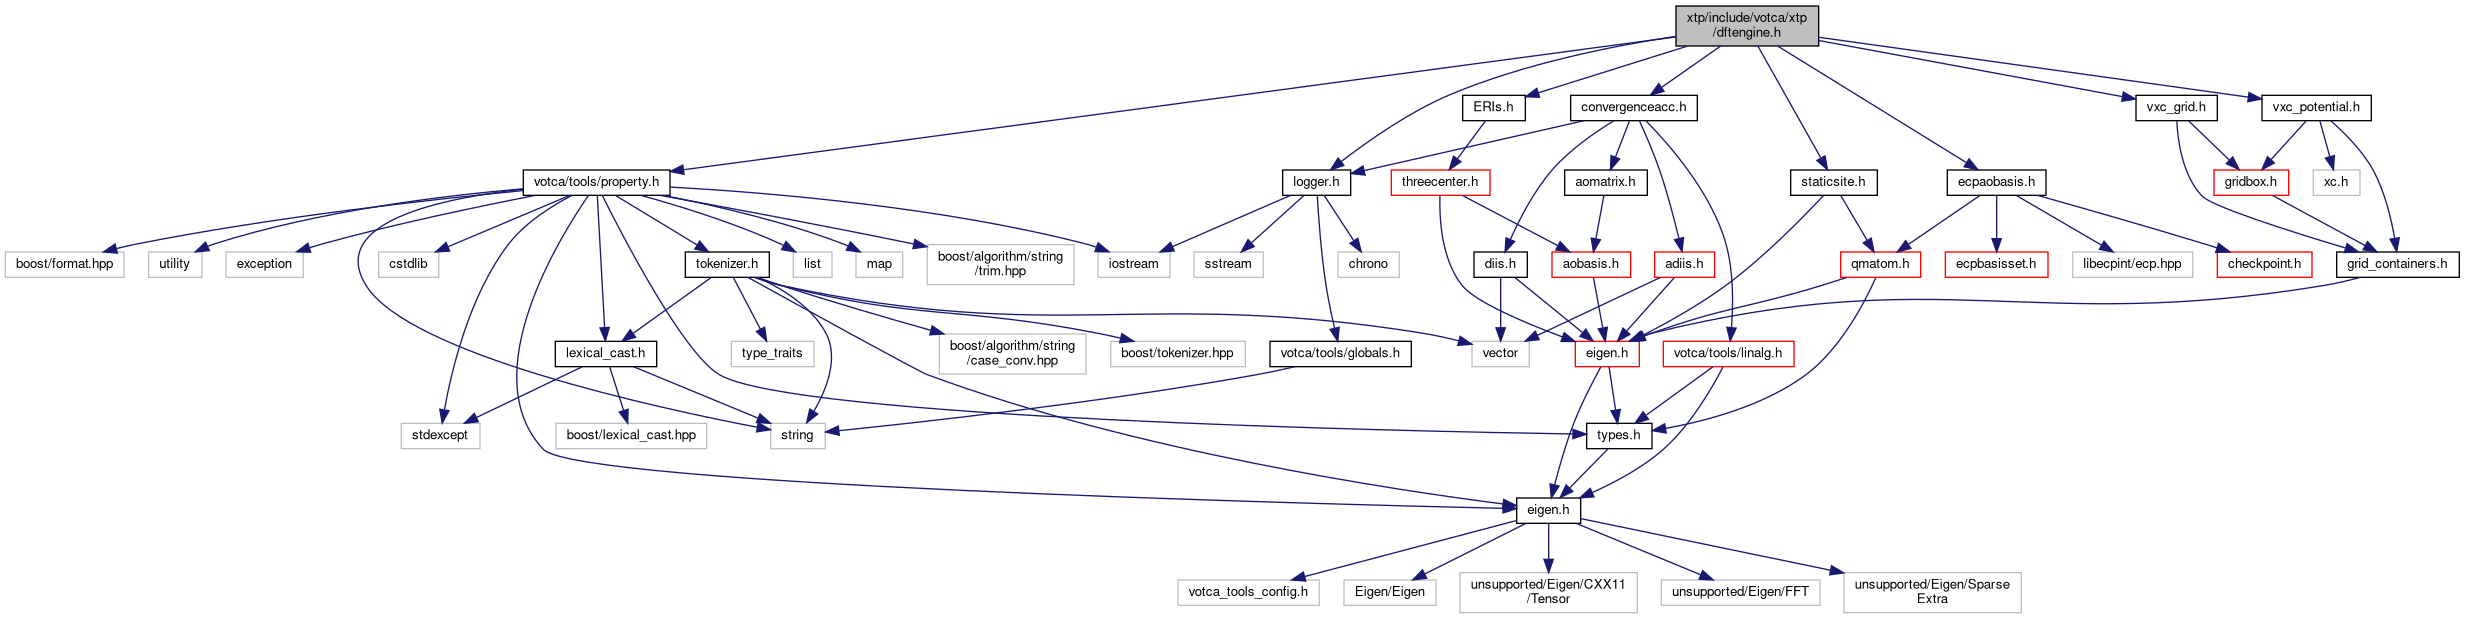 xtp/include/votca/xtp
/dftengine.h
ERIs.h
convergenceacc.h
vxc_grid.h
vxc_potential.h
votca/tools/property.h
logger.h
threecenter.h
aomatrix.h
staticsite.h
ecpaobasis.h
gridbox.h
xc.h
boost/format.hpp
utility
exception
cstdlib
tokenizer.h
list
map
boost/algorithm/string
/trim.hpp
iostream
sstream
chrono
diis.h
aobasis.h
adiis.h
qmatom.h
ecpbasisset.h
libecpint/ecp.hpp
checkpoint.h
grid_containers.h
lexical_cast.h
type_traits
boost/algorithm/string
/case_conv.hpp
boost/tokenizer.hpp
votca/tools/globals.h
vector
eigen.h
votca/tools/linalg.h
stdexcept
boost/lexical_cast.hpp
string
types.h
eigen.h
votca_tools_config.h
Eigen/Eigen
unsupported/Eigen/CXX11
/Tensor
unsupported/Eigen/FFT
unsupported/Eigen/Sparse
Extra